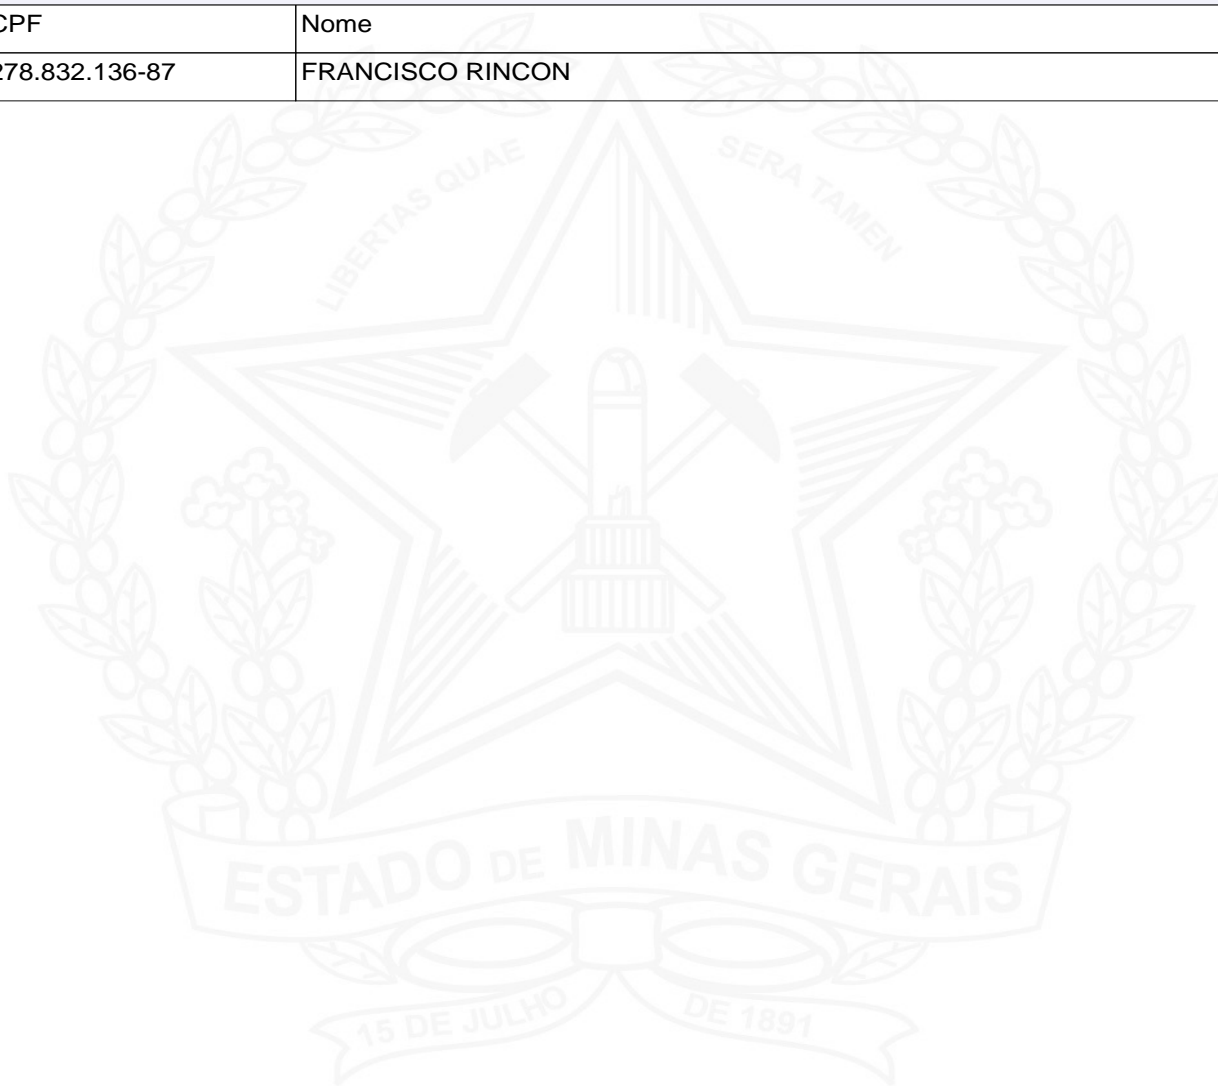 CPF Nome
278.832.136-87 FRANCISCO RINCON
LIBERTAS QUAE SERA TAMEN
ESTADO DE MINAS GERAIS
15 DE JULHO DE 1891